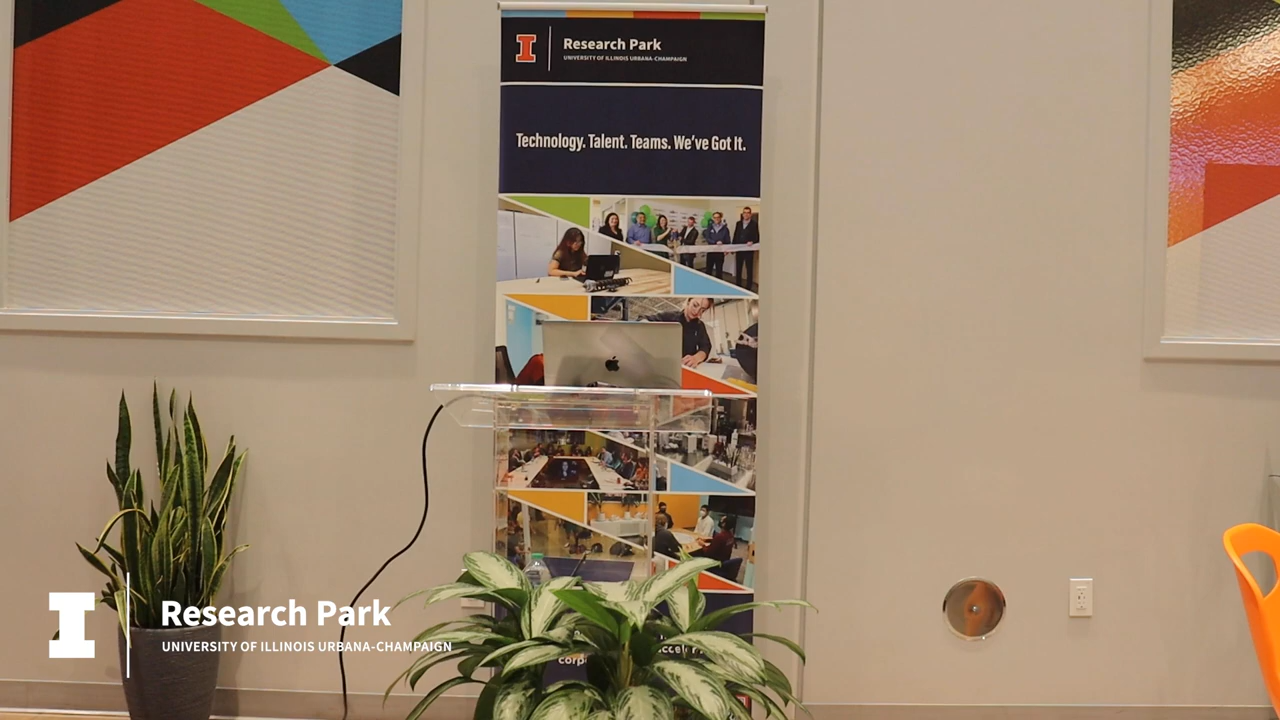 Research Park
UNIVERSITY OF ILLINOIS URBANA-CHAMPAIGN
Technology. Talent. Teams. We've Got It.
Research Park
UNIVERSITY OF ILLINOIS URBANA-CHAMPAIGN